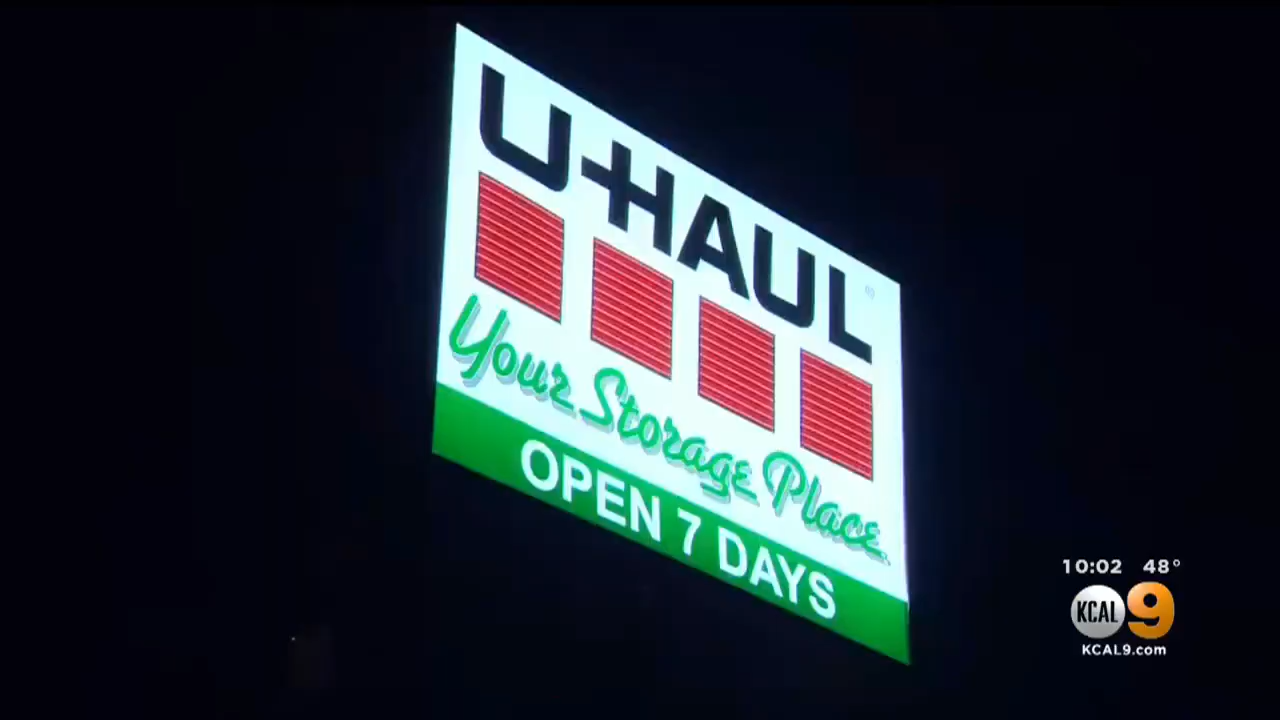 U-HAUL®
Your Storage Place
OPEN 7 DAYS
10:02 48°
KCAL 9
KCAL9.com